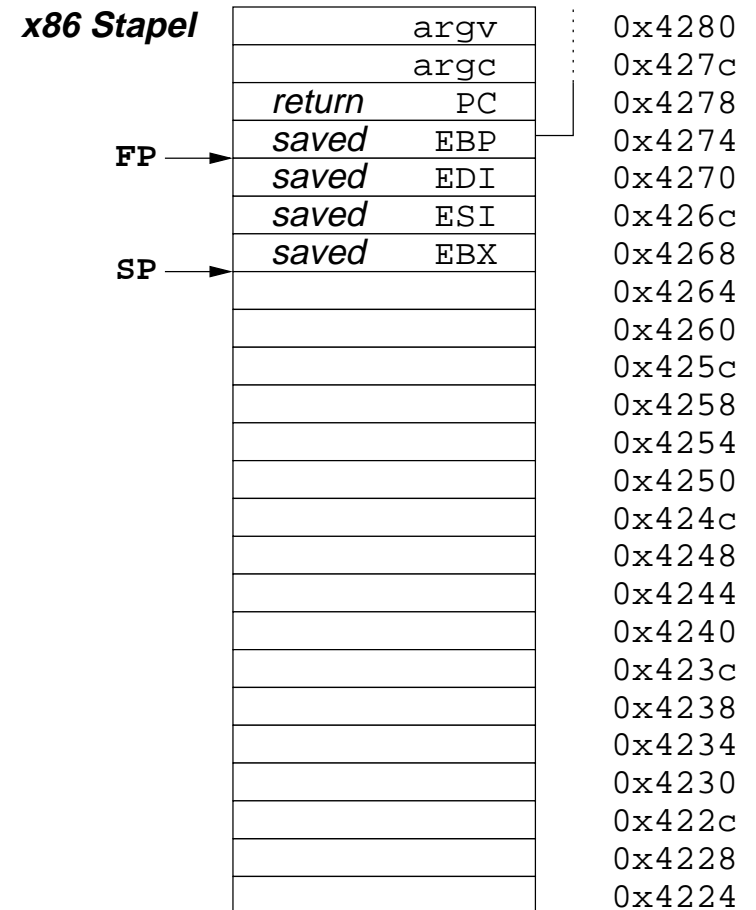 x86 Stapel argv 0x4280
argc 0x427c
return PC 0x4278
saved EBP 0x4274
FP
saved EDI 0x4270
saved ESI 0x426c
saved EBX 0x4268
SP
0x4264
0x4260
0x425c
0x4258
0x4254
0x4250
0x424c
0x4248
0x4244
0x4240
0x423c
0x4238
0x4234
0x4230
0x422c
0x4228
0x4224